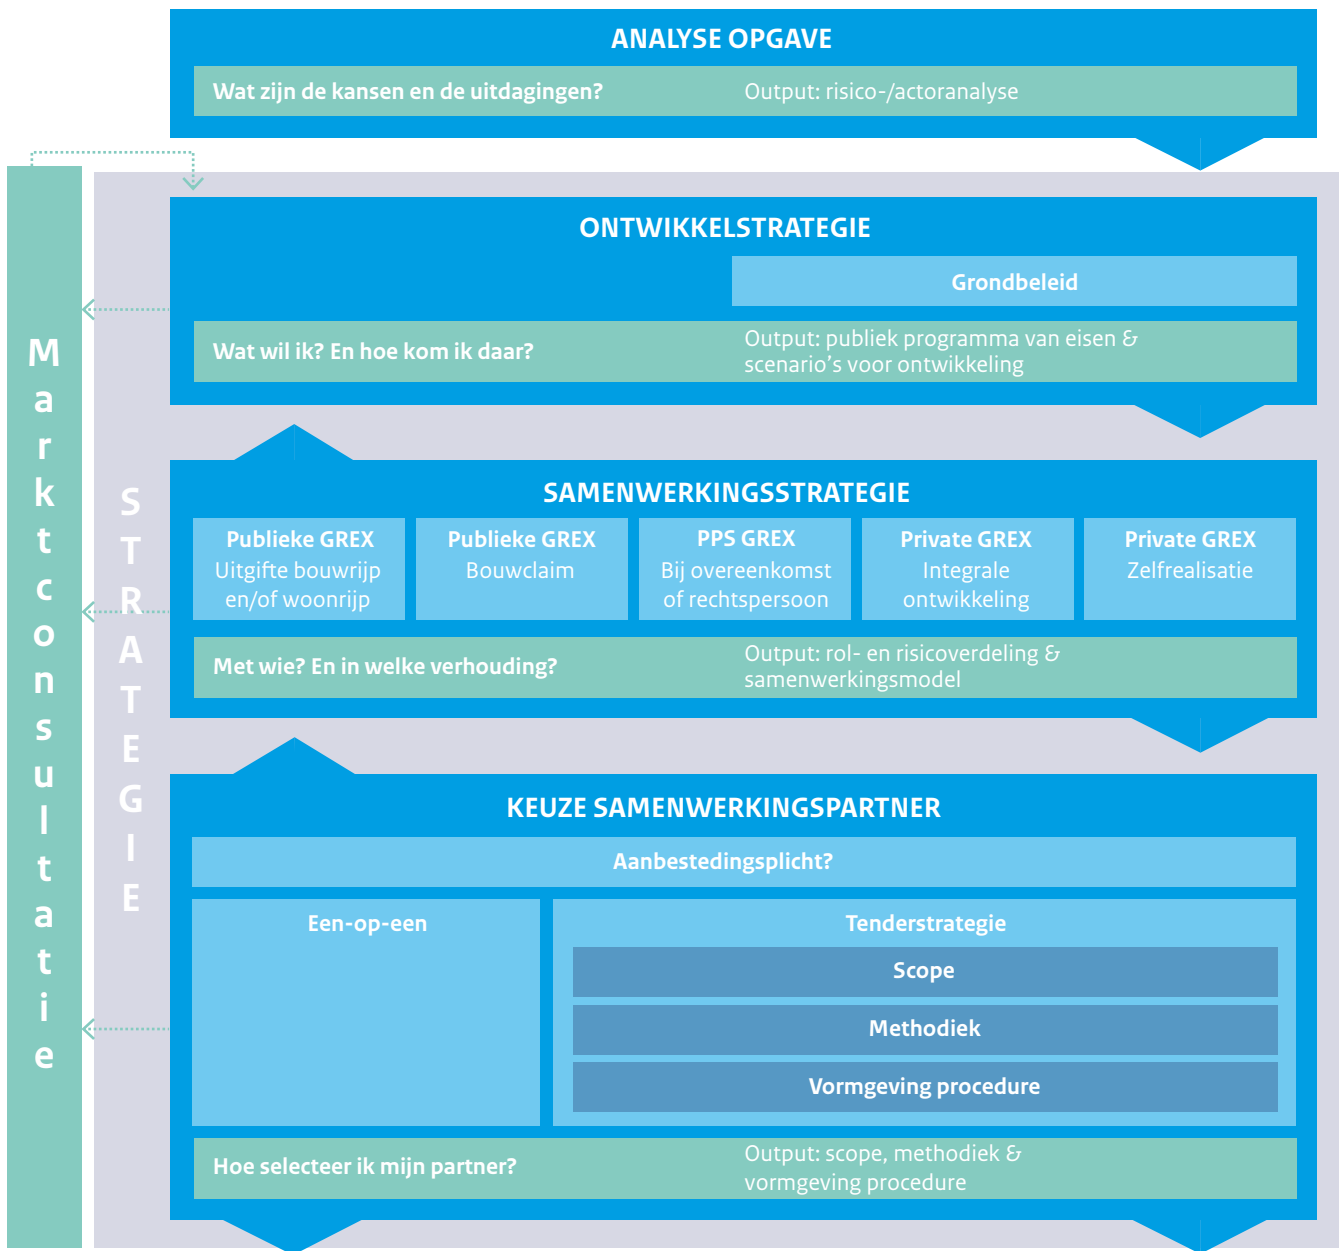 ANALYSE OPGAVE
Wat zijn de kansen en de uitdagingen?
Output: risico-/actoranalyse
Marktconsultatie
STRATEGIE
ONTWIKKELSTRATEGIE
Grondbeleid
Wat wil ik? En hoe kom ik daar?
Output: publiek programma van eisen &
scenario’s voor ontwikkeling
SAMENWERKINGSSTRATEGIE
Publieke GREX
Uitgifte bouwrijp
en/of woonrijp
Publieke GREX
Bouwclaim
PPS GREX
Bij overeenkomst
of rechtspersoon
Private GREX
Integrale
ontwikkeling
Private GREX
Zelfrealisatie
Met wie? En in welke verhouding?
Output: rol- en risicoverdeling &
samenwerkingsmodel
KEUZE SAMENWERKINGSPARTNER
Aanbestedingsplicht?
Een-op-een
Tenderstrategie
Scope
Methodiek
Vormgeving procedure
Hoe selecteer ik mijn partner?
Output: scope, methodiek &
vormgeving procedure